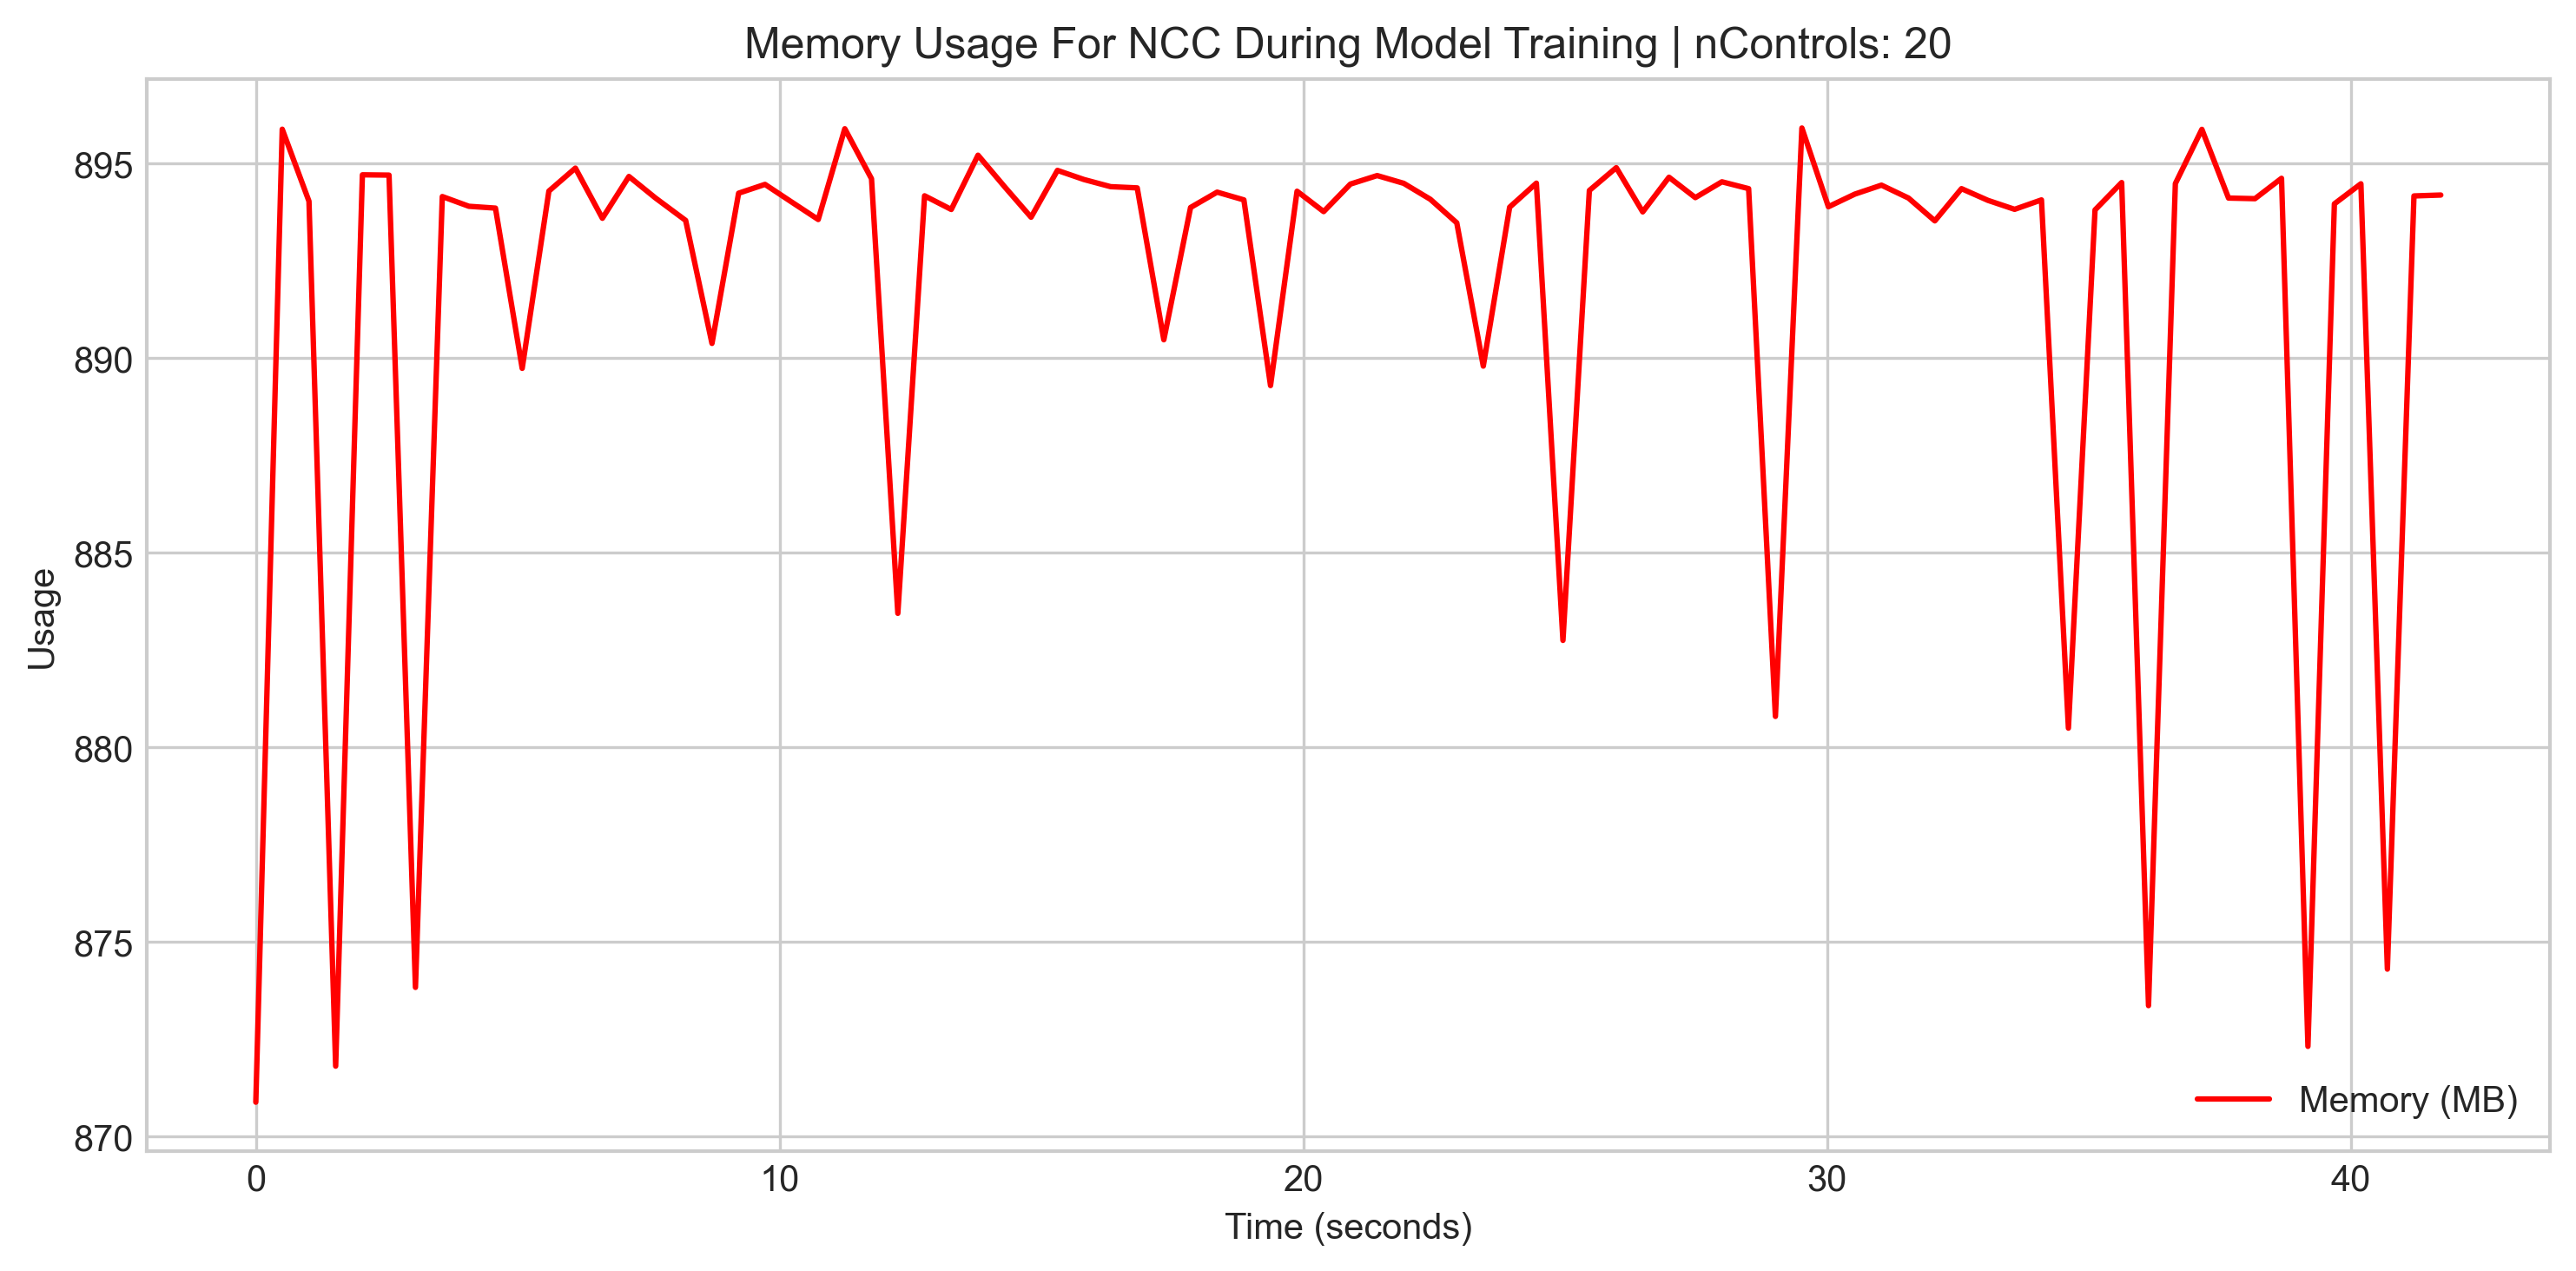 Memory Usage For NCC During Model Training | nControls: 20
895
890
885
880
875
870
Usage
0 10 20 30 40
Time (seconds)
Memory (MB)